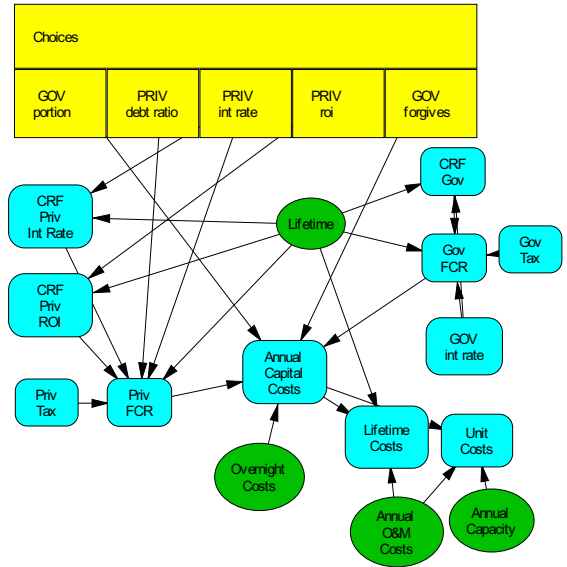 Choices
GOV
portion
PRIV
debt ratio
PRIV
int rate
PRIV
roi
GOV
forgives
CRF
Gov
CRF
Priv
Int Rate
Lifetime
Gov
FCR
Gov
Tax
CRF
Priv
ROI
GOV
int rate
Annual
Capital
Costs
Priv
Tax
Priv
FCR
Lifetime
Costs
Unit
Costs
Overnight
Costs
Annual
O&M
Costs
Annual
Capacity